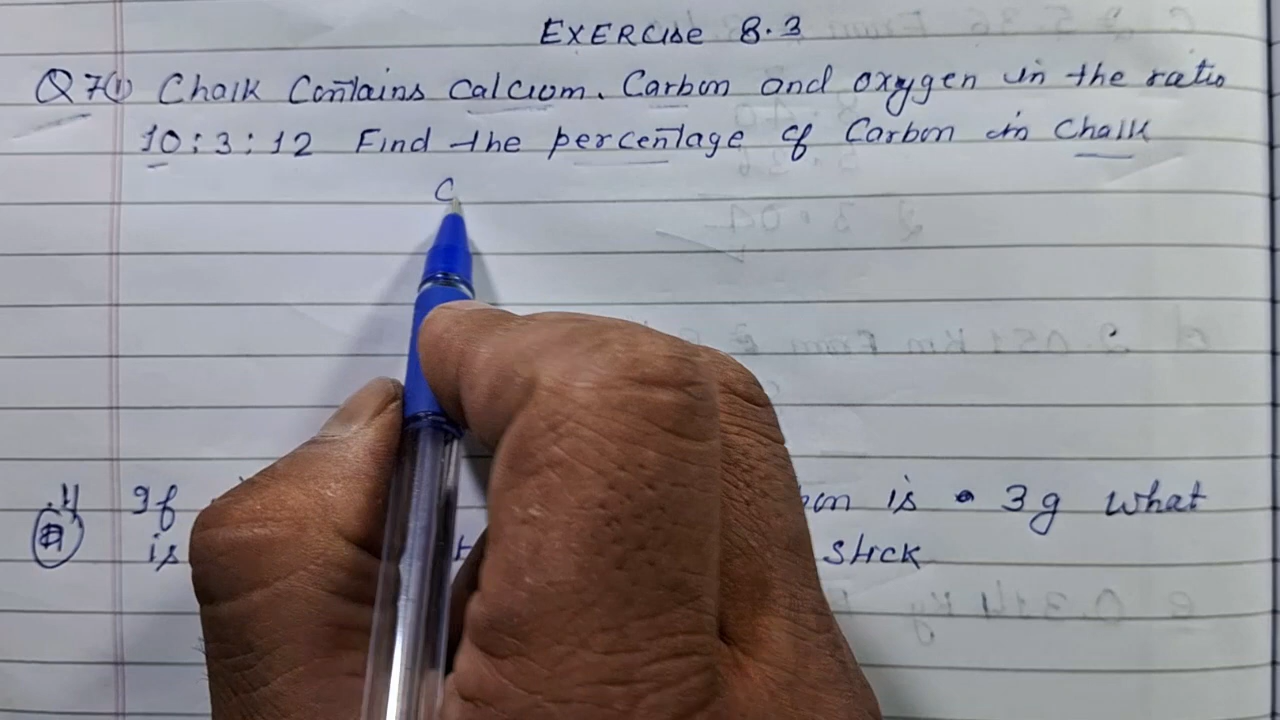 EXERCISE 8.3
Q 7(i) Chalk Contains Calcium. Carbon and oxygen in the ratio
10:3:12 Find the percentage of Carbon in Chalk
C
ii If is 3g what
is stick